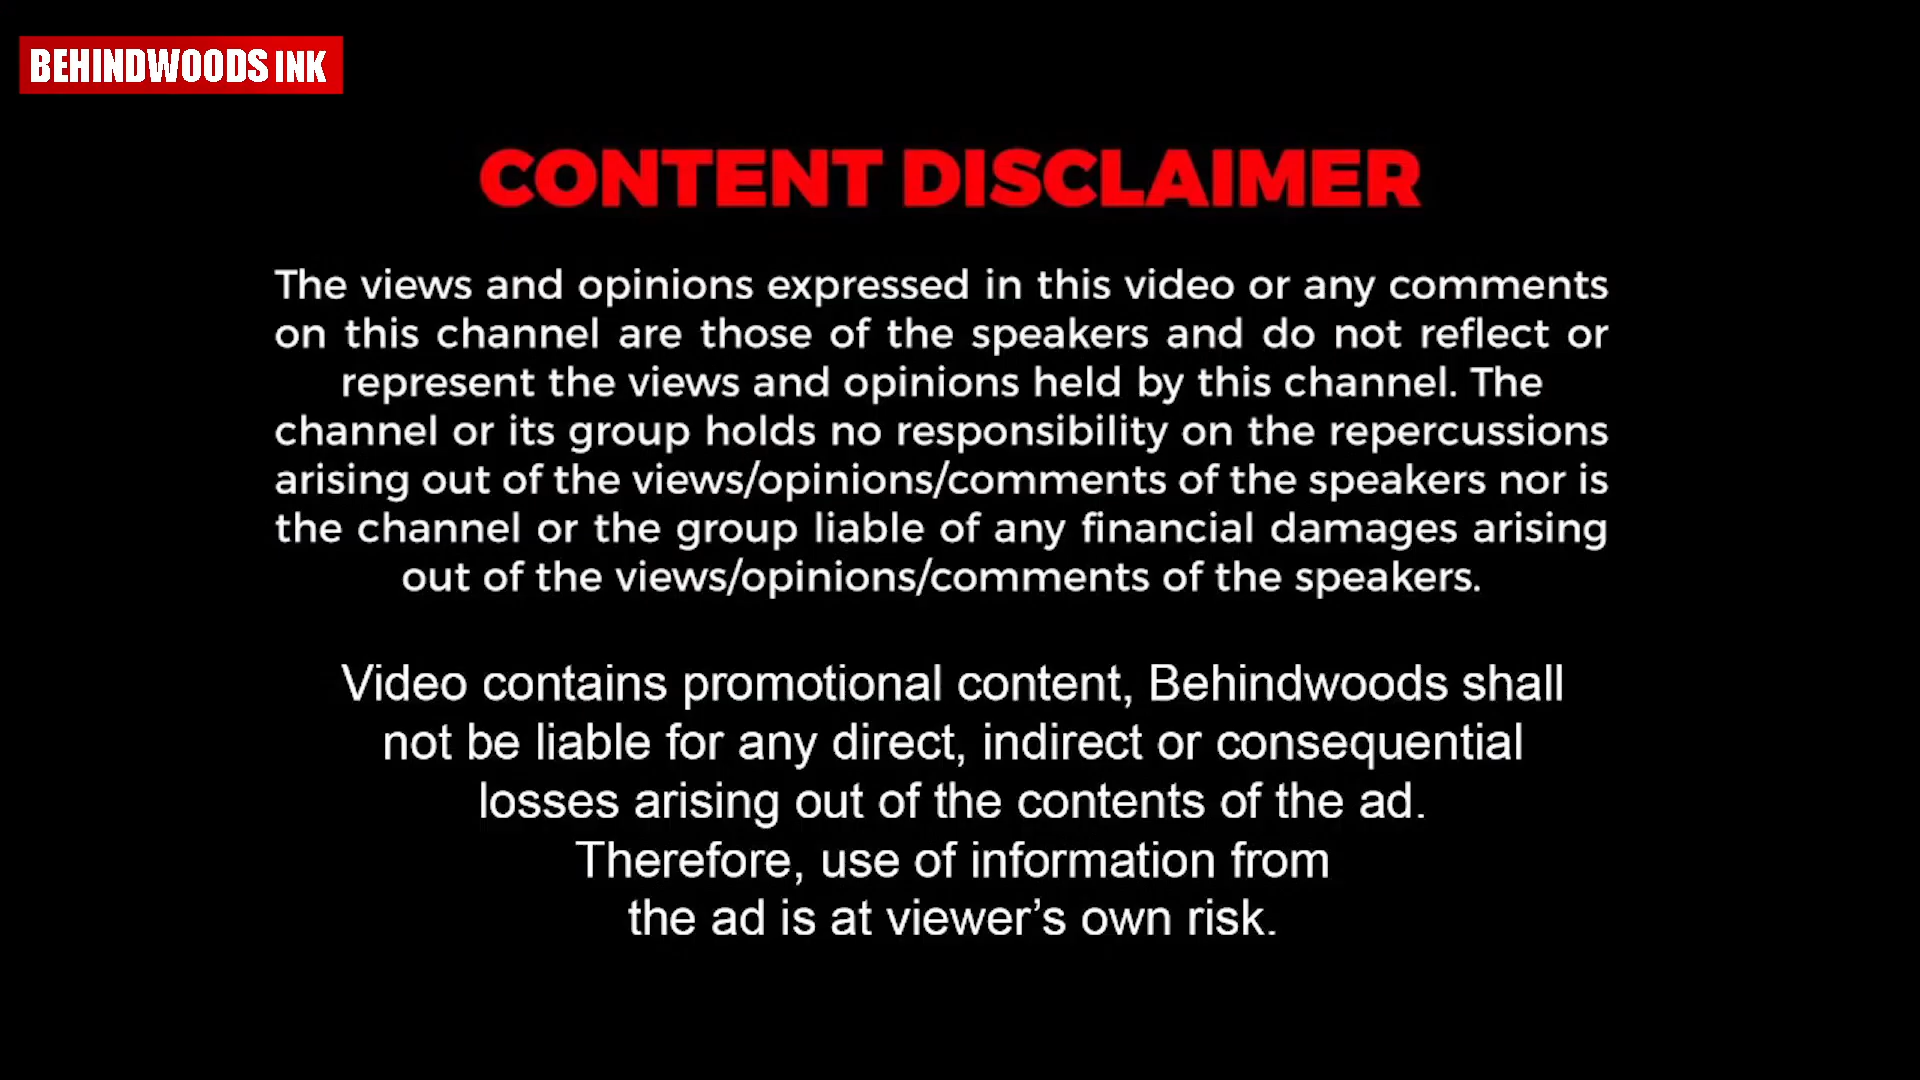 BEHINDWOODS INK
CONTENT DISCLAIMER
The views and opinions expressed in this video or any comments
on this channel are those of the speakers and do not reflect or
represent the views and opinions held by this channel. The
channel or its group holds no responsibility on the repercussions
arising out of the views/opinions/comments of the speakers nor is
the channel or the group liable of any financial damages arising
out of the views/opinions/comments of the speakers.
Video contains promotional content, Behindwoods shall
not be liable for any direct, indirect or consequential
losses arising out of the contents of the ad.
Therefore, use of information from
the ad is at viewer’s own risk.